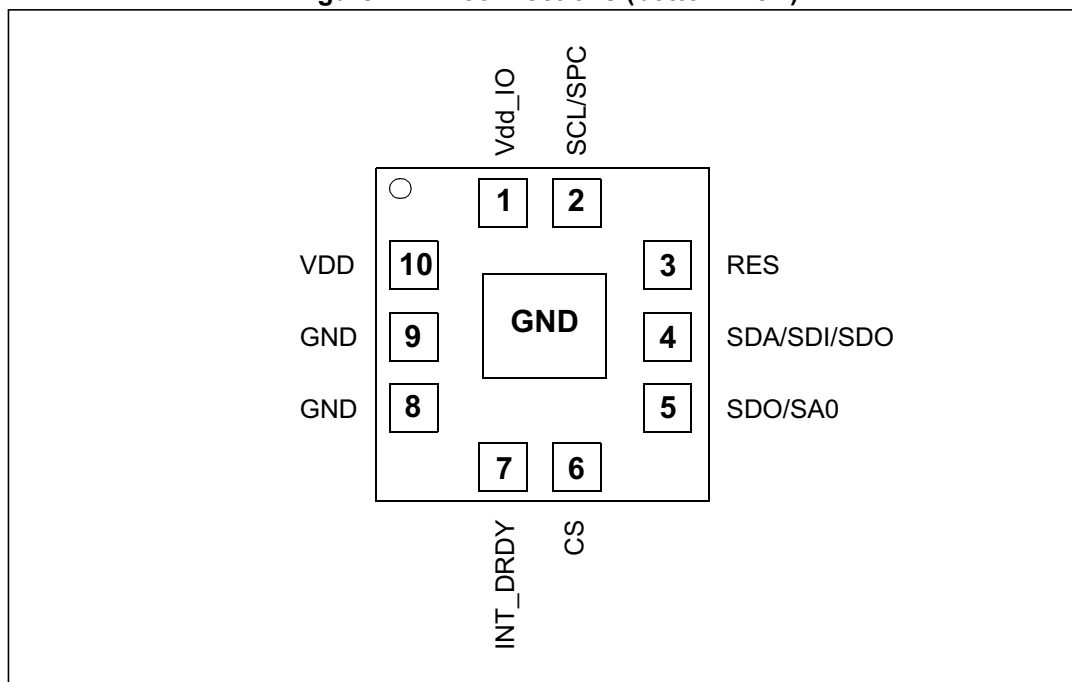 Vdd_IO
SCL/SPC
1
2
VDD
10
3
RES
GND
9
GND
4
SDA/SDI/SDO
GND
8
5
SDO/SA0
7
6
INT_DRDY
CS